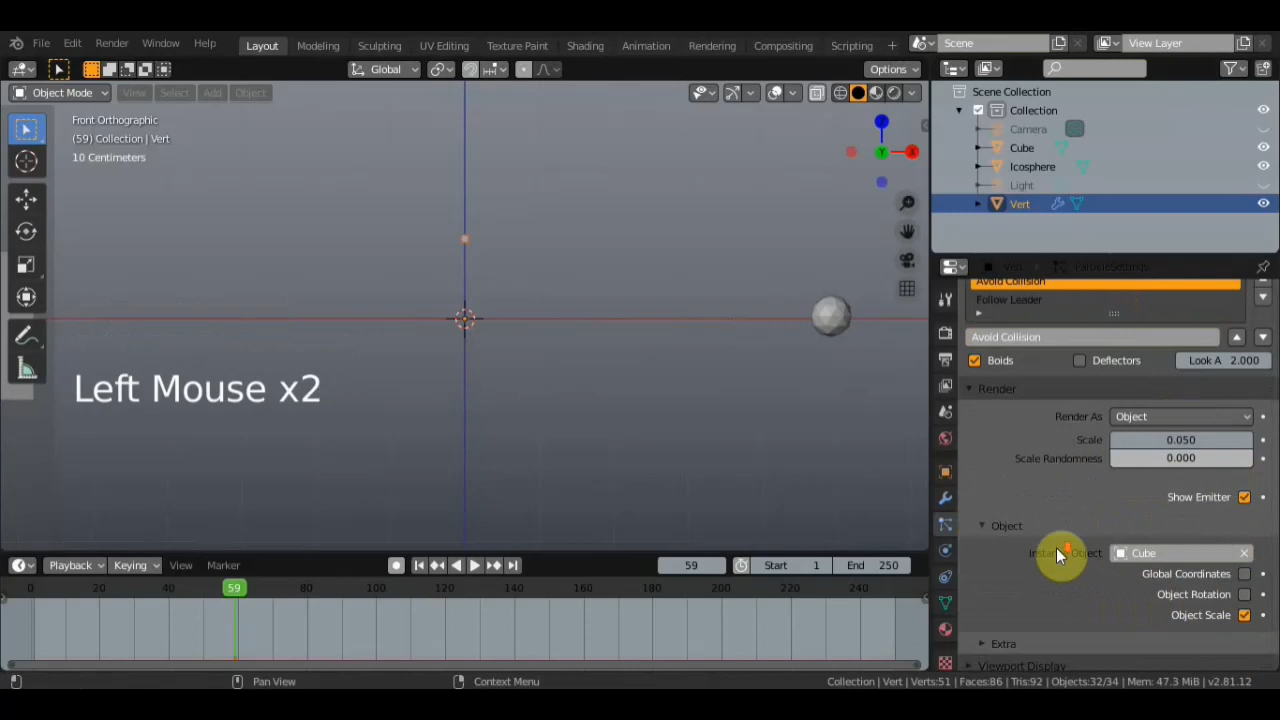 File Edit Render Window Help Layout Modeling Sculpting UV Editing Texture Paint Shading Animation Rendering Compositing Scripting + Scene View Layer
Global Options
Object Mode View Select Add Object
Front Orthographic
(59) Collection | Vert
10 Centimeters
Left Mouse x2
Scene Collection
Collection
Camera
Cube
Icosphere
Light
Vert
Avoid Collision
Follow Leader
Avoid Collision
Boids Deflectors Look A 2.000
Render
Render As Object
Scale 0.050
Scale Randomness 0.000
Show Emitter
Object
Object Cube
Global Coordinates
Object Rotation
Object Scale
Extra
Viewport Display
Playback Keying View Marker 59 Start 1 End 250
0 20 40 59 80 100 120 140 160 180 200 220 240
Pan View Context Menu Collection | Vert | Verts:51 | Faces:86 | Tris:92 | Objects:32/34 | Mem: 47.3 MiB | v2.81.12